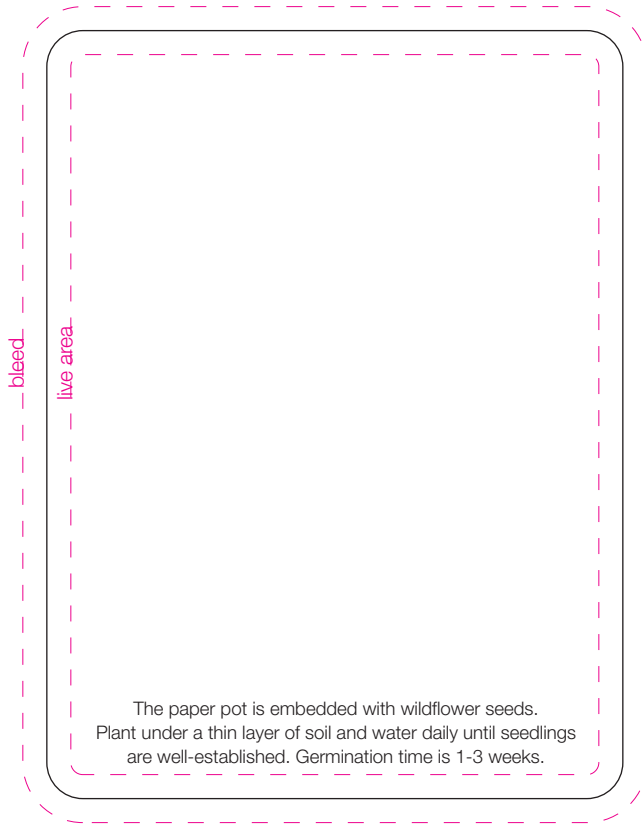 bleed
live area
The paper pot is embedded with wildflower seeds.
Plant under a thin layer of soil and water daily until seedlings
are well-established. Germination time is 1-3 weeks.